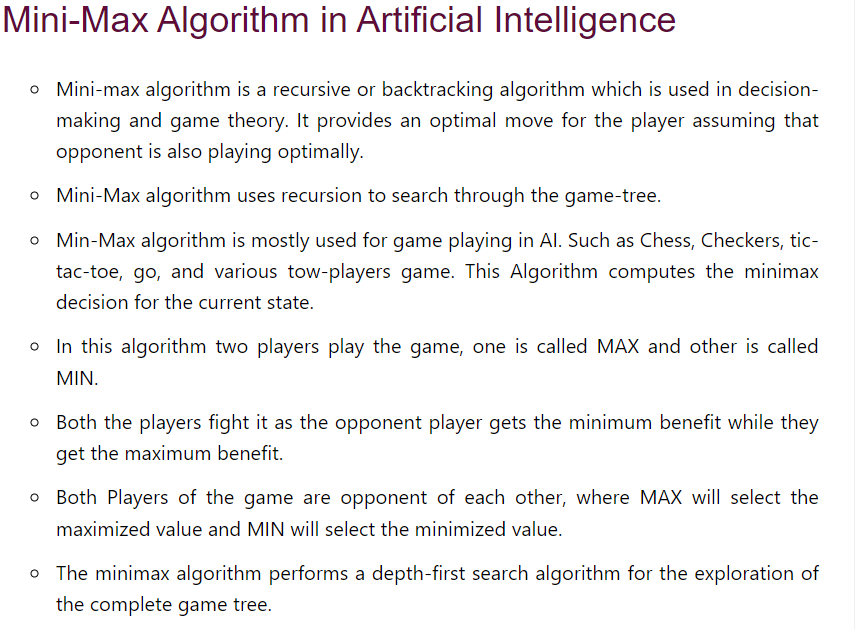 Mini-Max Algorithm in Artificial Intelligence
Mini-max algorithm is a recursive or backtracking algorithm which is used in decision-
making and game theory. It provides an optimal move for the player assuming that
opponent is also playing optimally.
Mini-Max algorithm uses recursion to search through the game-tree.
Min-Max algorithm is mostly used for game playing in AI. Such as Chess, Checkers, tic-
tac-toe, go, and various tow-players game. This Algorithm computes the minimax
decision for the current state.
In this algorithm two players play the game, one is called MAX and other is called
MIN.
Both the players fight it as the opponent player gets the minimum benefit while they
get the maximum benefit.
Both Players of the game are opponent of each other, where MAX will select the
maximized value and MIN will select the minimized value.
The minimax algorithm performs a depth-first search algorithm for the exploration of
the complete game tree.